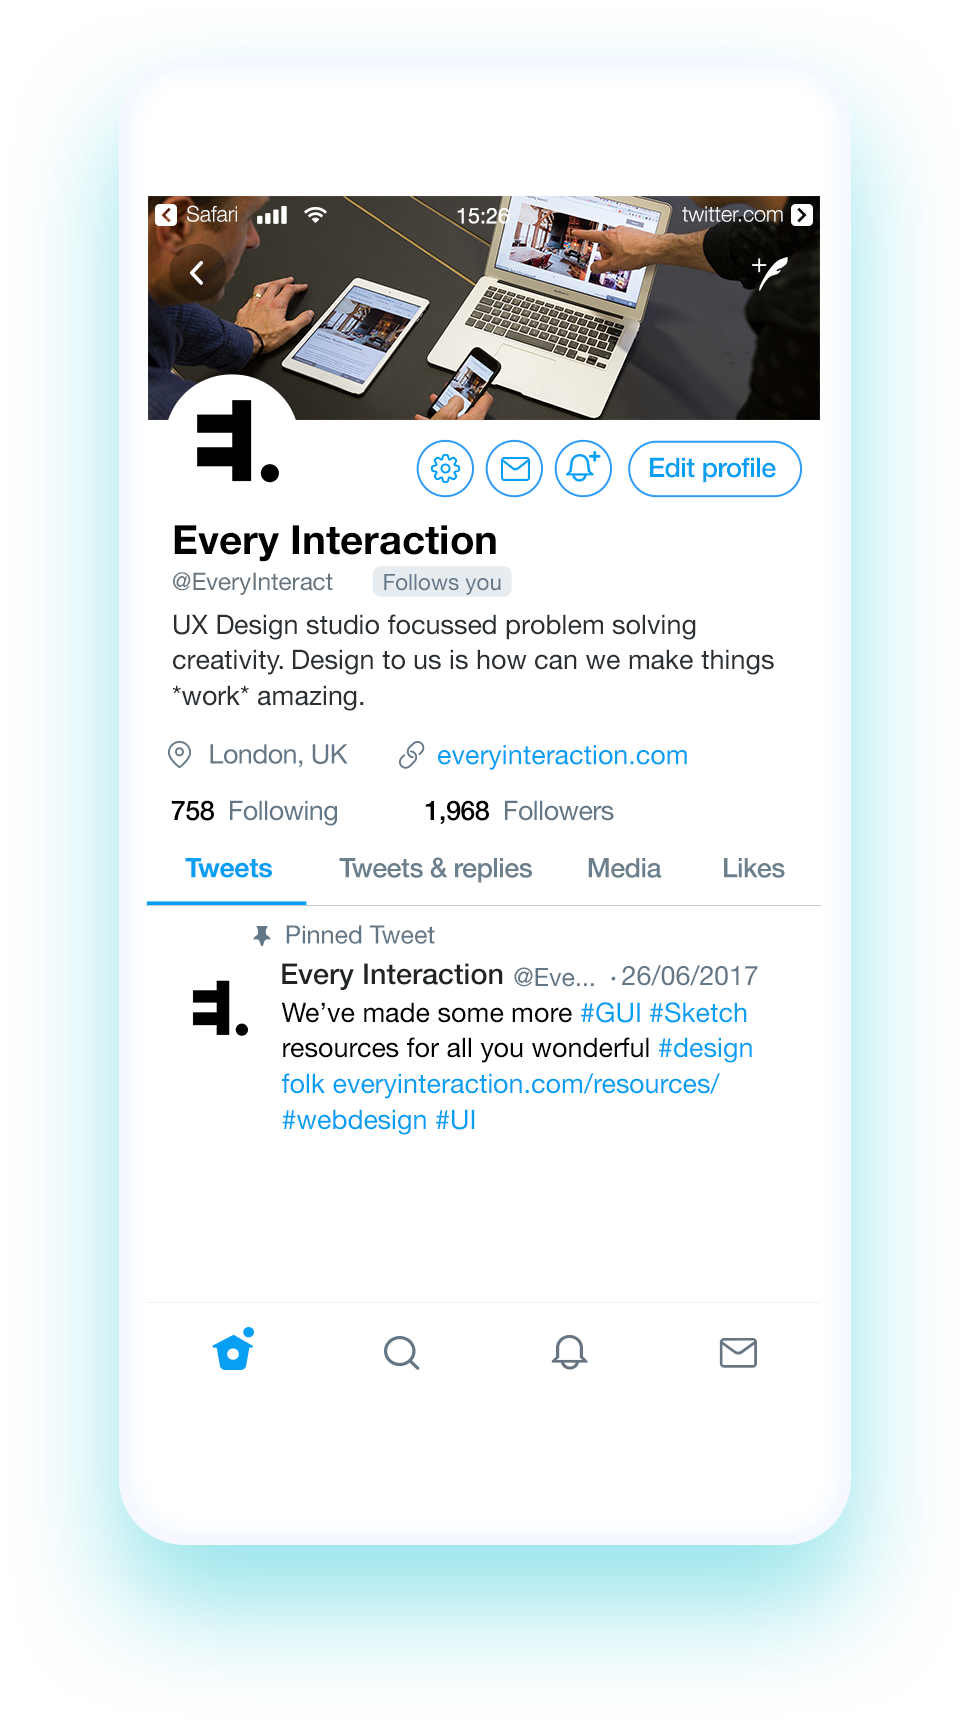 Safari 15:26 twitter.com
Edit profile
Every Interaction
@EveryInteract Follows you
UX Design studio focussed problem solving
creativity. Design to us is how can we make things
*work* amazing.
London, UK everyinteraction.com
758 Following 1,968 Followers
Tweets Tweets & replies Media Likes
Pinned Tweet
Every Interaction @Eve... · 26/06/2017
We’ve made some more #GUI #Sketch
resources for all you wonderful #design
folk everyinteraction.com/resources/
#webdesign #UI